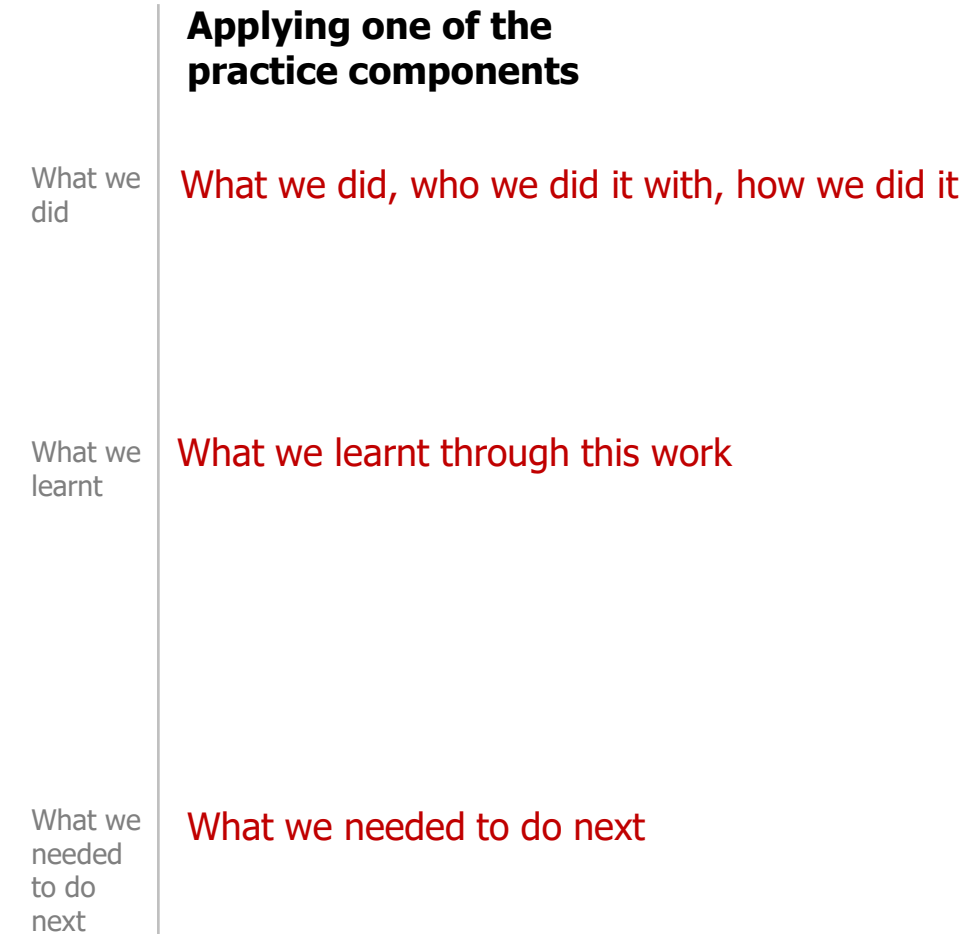 Applying one of the
practice components
What we
did
What we did, who we did it with, how we did it
What we
learnt
What we learnt through this work
What we
needed
to do
next
What we needed to do next